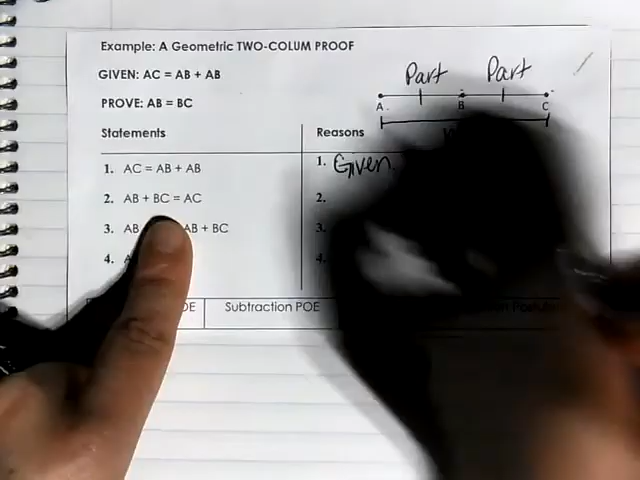 Example: A Geometric TWO-COLUM PROOF
GIVEN: AC = AB + AB
PROVE: AB = BC
Part Part
A B C
Statements Reasons
1. AC = AB + AB 1. Given
2. AB + BC = AC 2.
3. AB AB + BC 3.
4. 4.
Subtraction POE